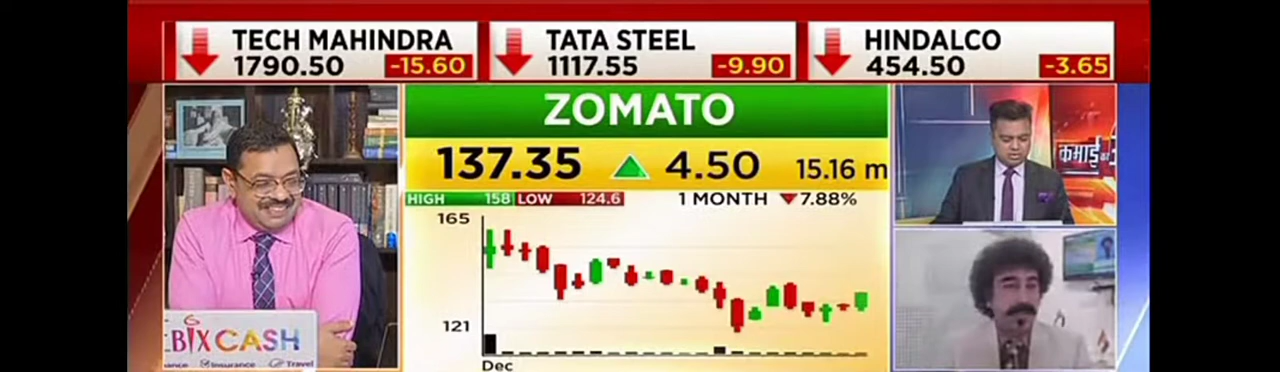 TECH MAHINDRA
1790.50 -15.60
TATA STEEL
1117.55 -9.90
HINDALCO
454.50 -3.65
ZOMATO
137.35 4.50 15.16 m
HIGH 158 LOW 124.6 1 MONTH 7.88%
165
121
Dec
कमाई का
BIX CASH
Insurance Travel